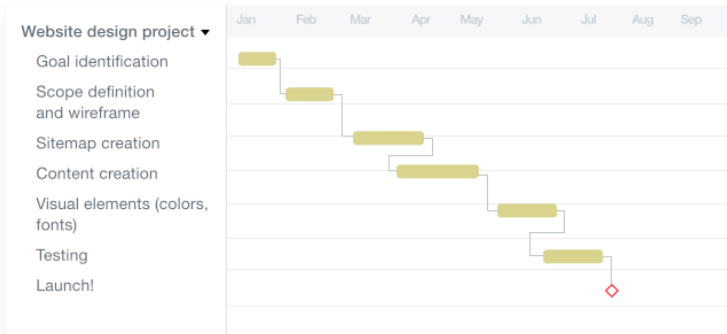 Website design project
Jan Feb Mar Apr May Jun Jul Aug Sep
Goal identification
Scope definition
and wireframe
Sitemap creation
Content creation
Visual elements (colors,
fonts)
Testing
Launch!